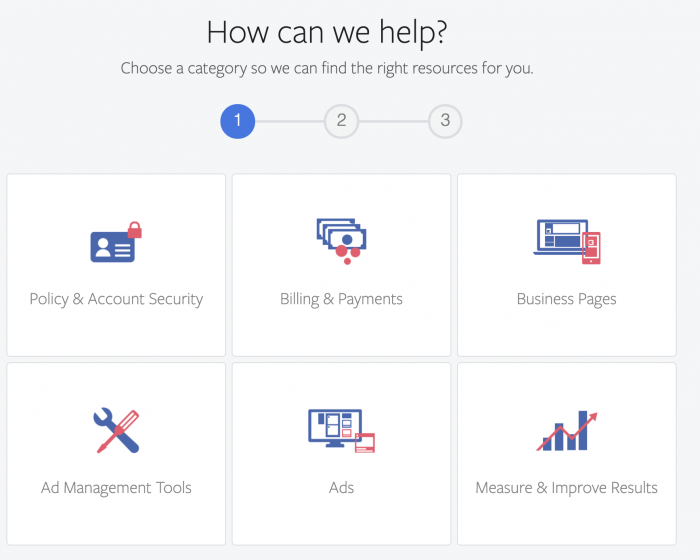 How can we help?
Choose a category so we can find the right resources for you.
1 2 3
Policy & Account Security
Billing & Payments
Business Pages
Ad Management Tools
Ads
Measure & Improve Results